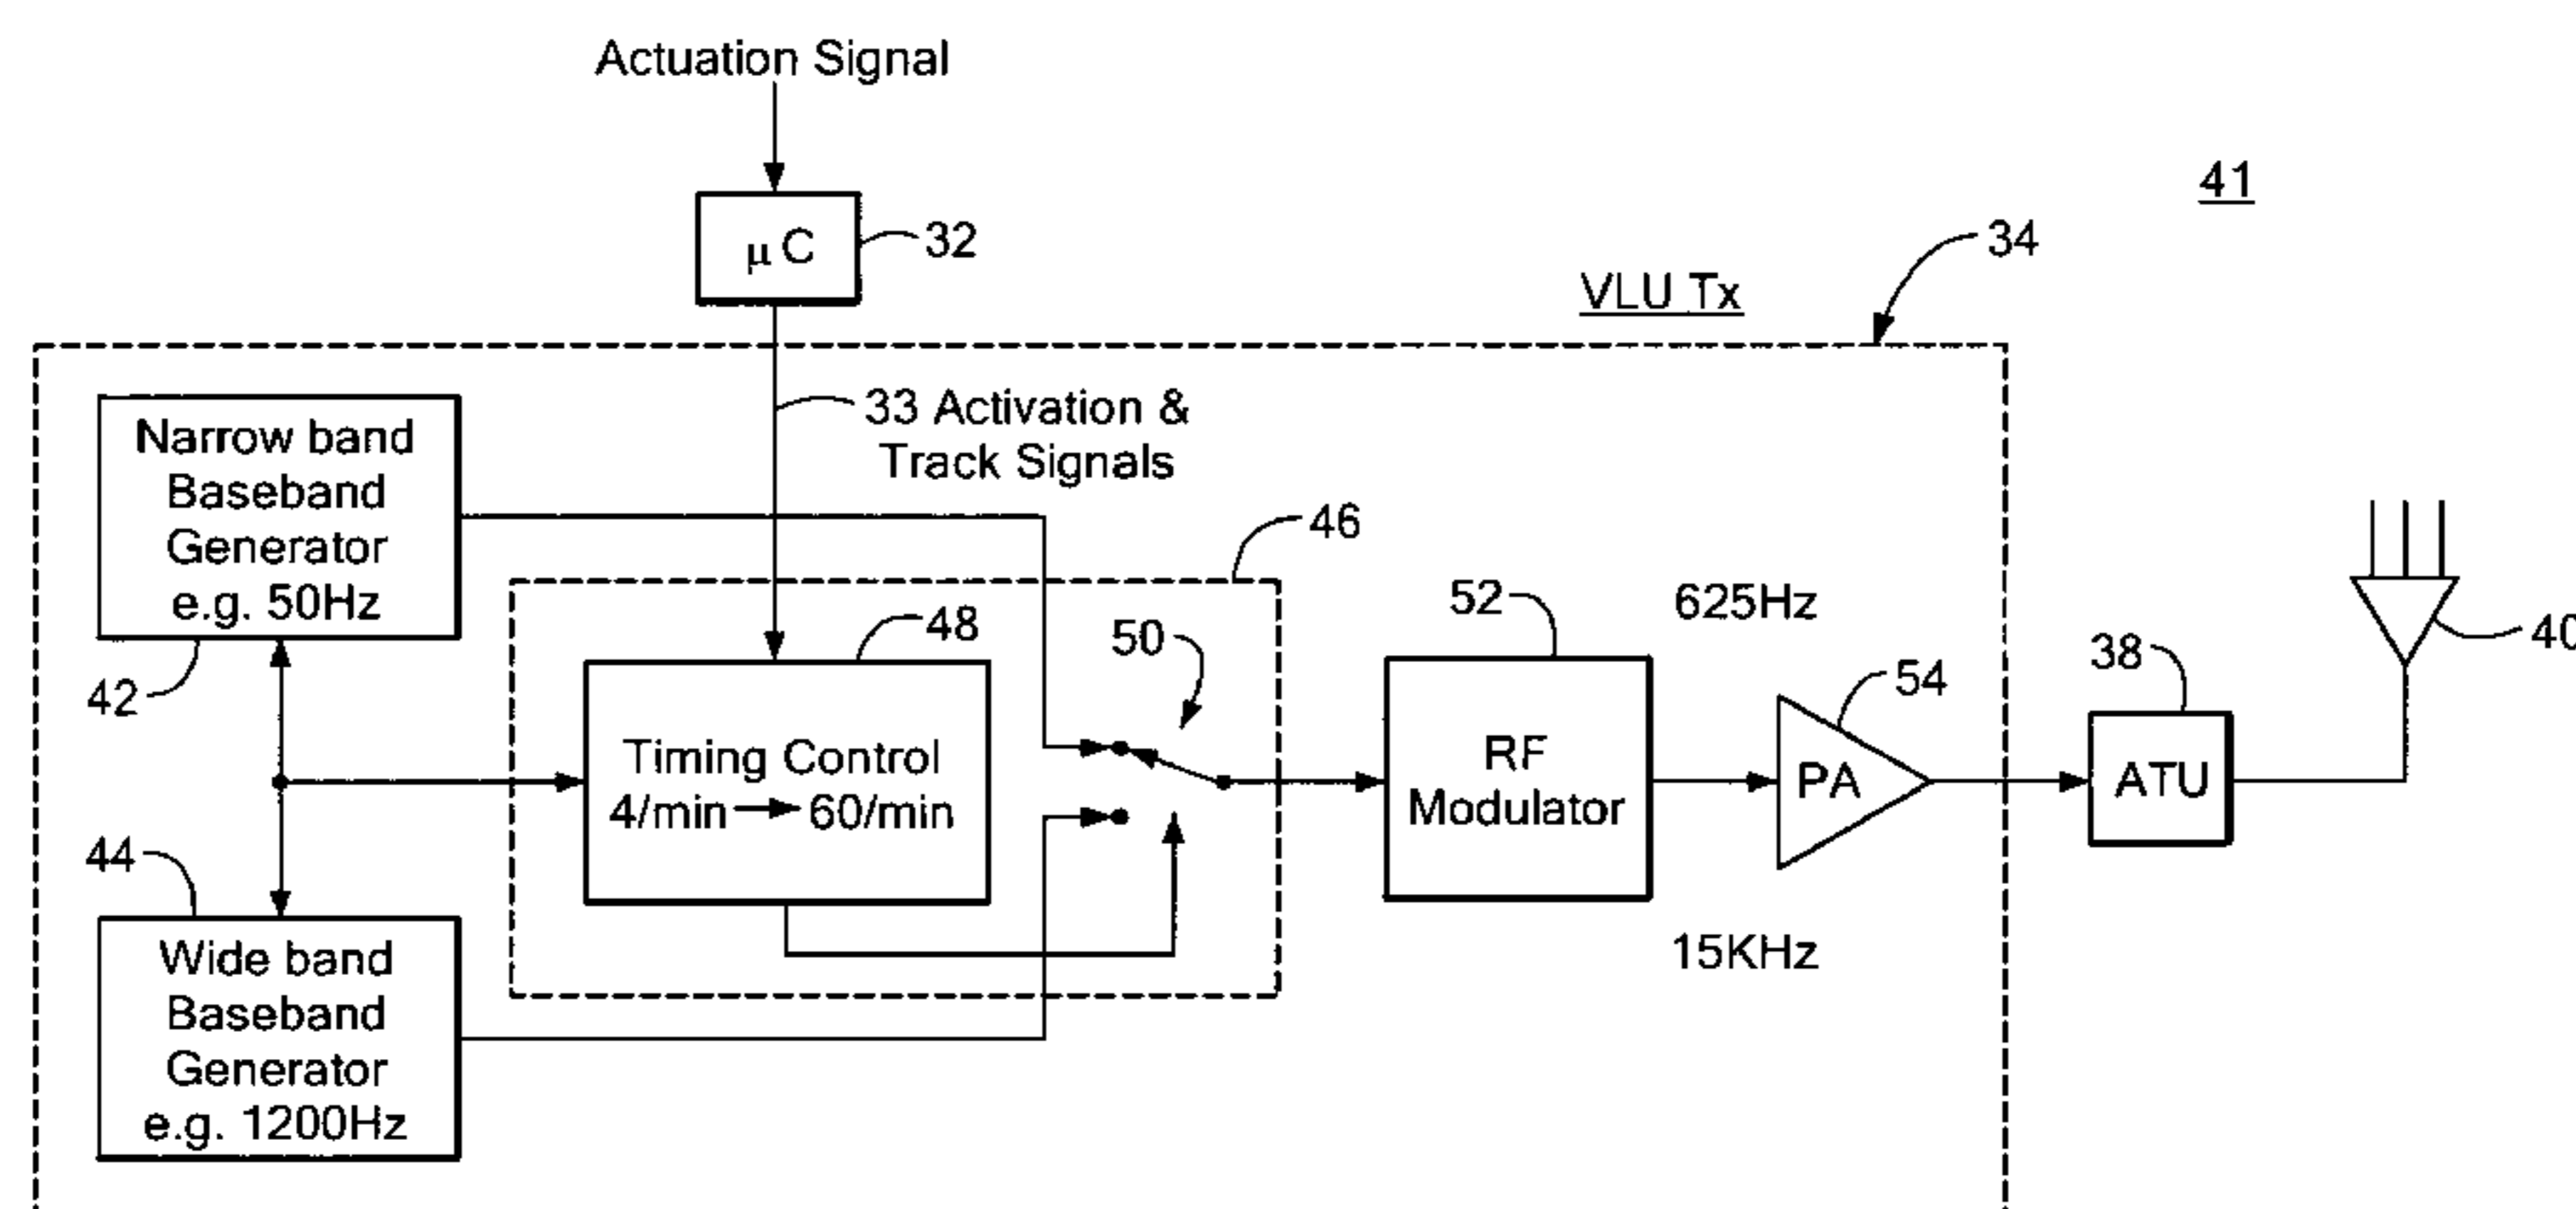 Actuation Signal
41
μ C
32
34
VLU Tx
33 Activation &
Track Signals
Narrow band
Baseband
Generator
e.g. 50Hz
46
52
625Hz
48
50
40
38
42
54
Timing Control
4/min → 60/min
RF
Modulator
PA
ATU
44
Wide band
Baseband
Generator
e.g. 1200Hz
15KHz